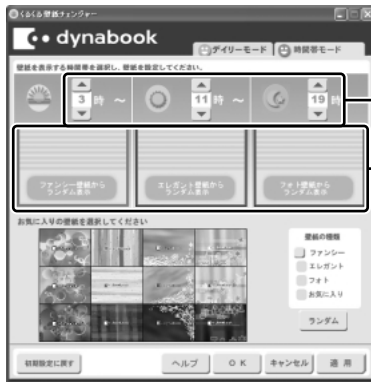 くるくる壁紙チェンジャー
dynabook
デイリーモード
時間帯モード
壁紙を表示する時間帯を選択し、壁紙を設定してください。
3 時 ～ 11 時 ～ 19 時
ファンシー壁紙から
ランダム表示
エレガント壁紙から
ランダム表示
フォト壁紙から
ランダム表示
お気に入りの壁紙を選択してください
壁紙の種類
ファンシー
エレガント
フォト
お気に入り
ランダム
初期設定に戻す
ヘルプ
OK
キャンセル
適用